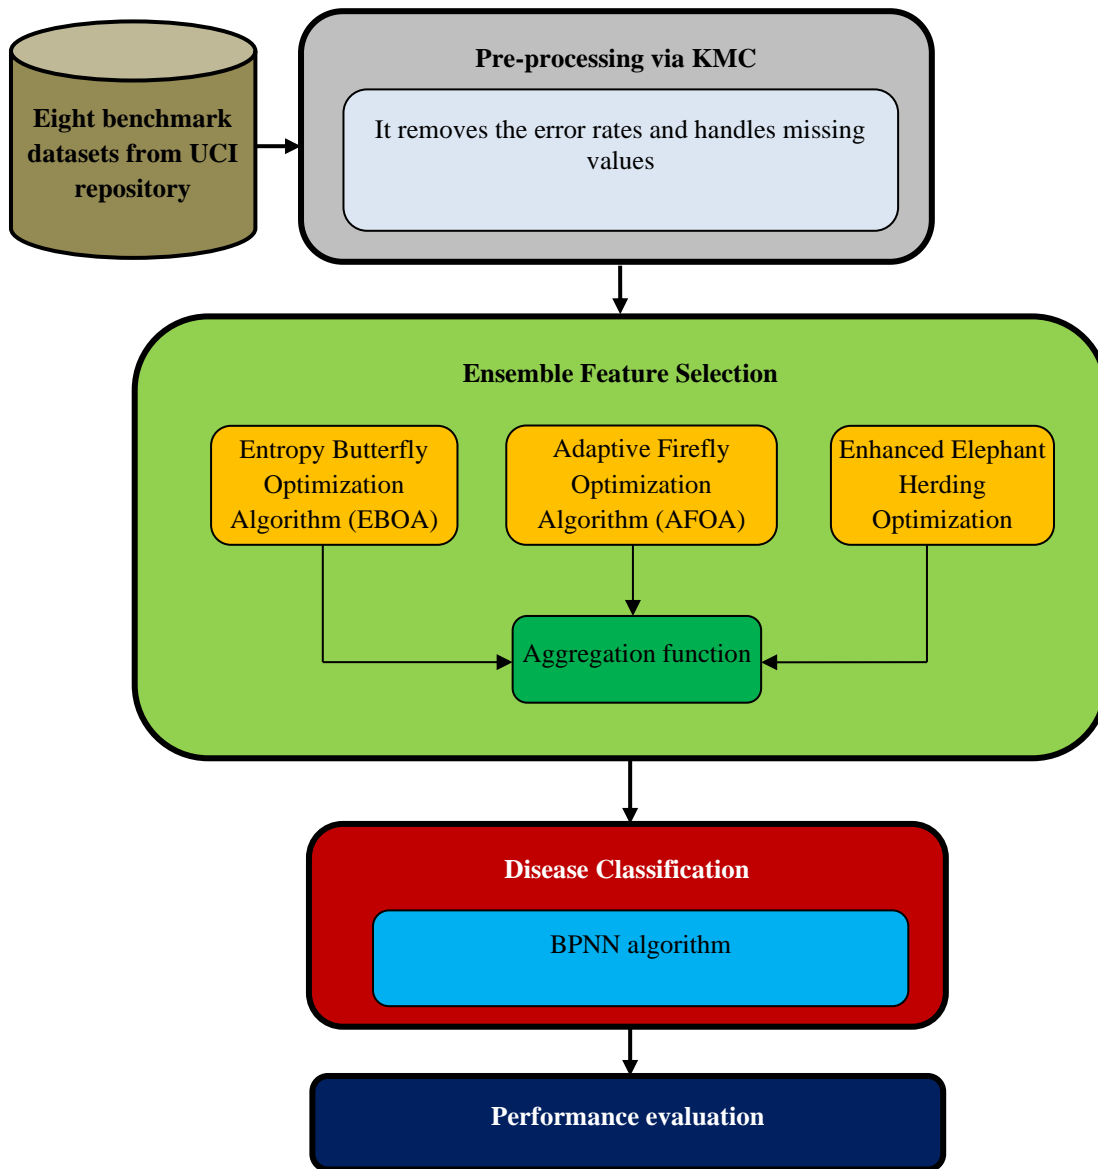 Eight benchmark
datasets from UCI
repository
Pre-processing via KMC
It removes the error rates and handles missing
values
Ensemble Feature Selection
Entropy Butterfly
Optimization
Algorithm (EBOA)
Adaptive Firefly
Optimization
Algorithm (AFOA)
Enhanced Elephant
Herding
Optimization
Aggregation function
Disease Classification
BPNN algorithm
Performance evaluation